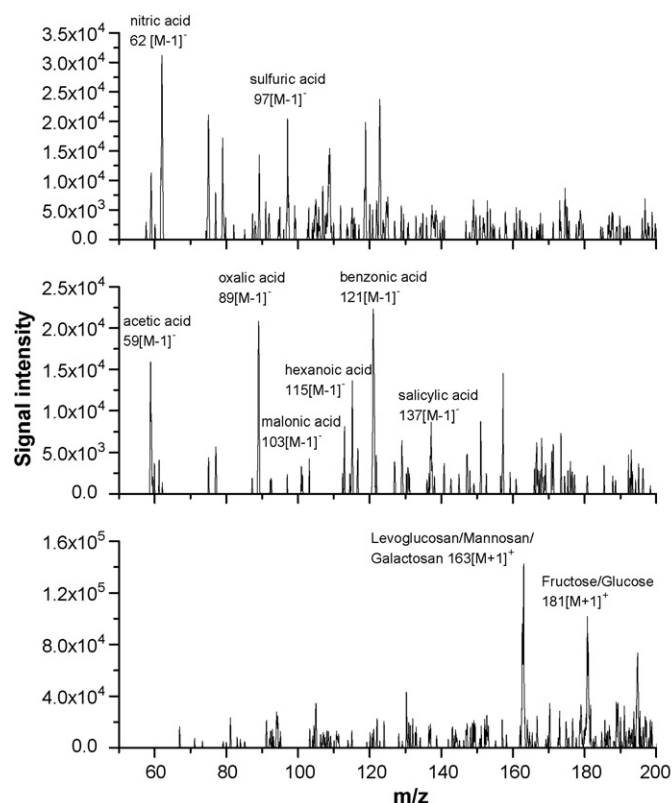 nitric acid
62 [M-1]⁻
3.5x10⁴
3.0x10⁴
2.5x10⁴
2.0x10⁴
1.5x10⁴
1.0x10⁴
5.0x10³
0.0
sulfuric acid
97[M-1]⁻
Signal intensity
2.5x10⁴
2.0x10⁴
1.5x10⁴
1.0x10⁴
5.0x10³
0.0
acetic acid
59[M-1]⁻
oxalic acid
89[M-1]⁻
benzonic acid
121[M-1]⁻
hexanoic acid
115[M-1]⁻
malonic acid
103[M-1]⁻
salicylic acid
137[M-1]⁻
1.6x10⁵
1.2x10⁵
8.0x10⁴
4.0x10⁴
0.0
Levoglucosan/Mannosan/
Galactosan 163[M+1]⁺
Fructose/Glucose
181[M+1]⁺
60 80 100 120 140 160 180 200
m/z